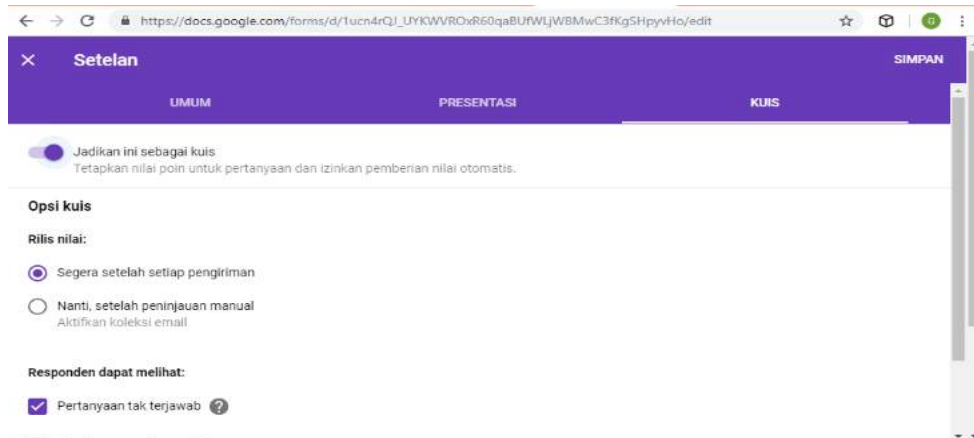 https://docs.google.com/forms/d/1ucn4rQJ_UYKWVROxR60qaBUfWLjWBMwC3fKgSHpyvHo/edit
G
Setelan
SIMPAN
UMUM PRESENTASI KUIS
Jadikan ini sebagai kuis
Tetapkan nilai poin untuk pertanyaan dan izinkan pemberian nilai otomatis.
Opsi kuis
Rilis nilai:
Segera setelah setiap pengiriman
Nanti, setelah peninjauan manual
Aktifkan koleksi email
Responden dapat melihat:
Pertanyaan tak terjawab